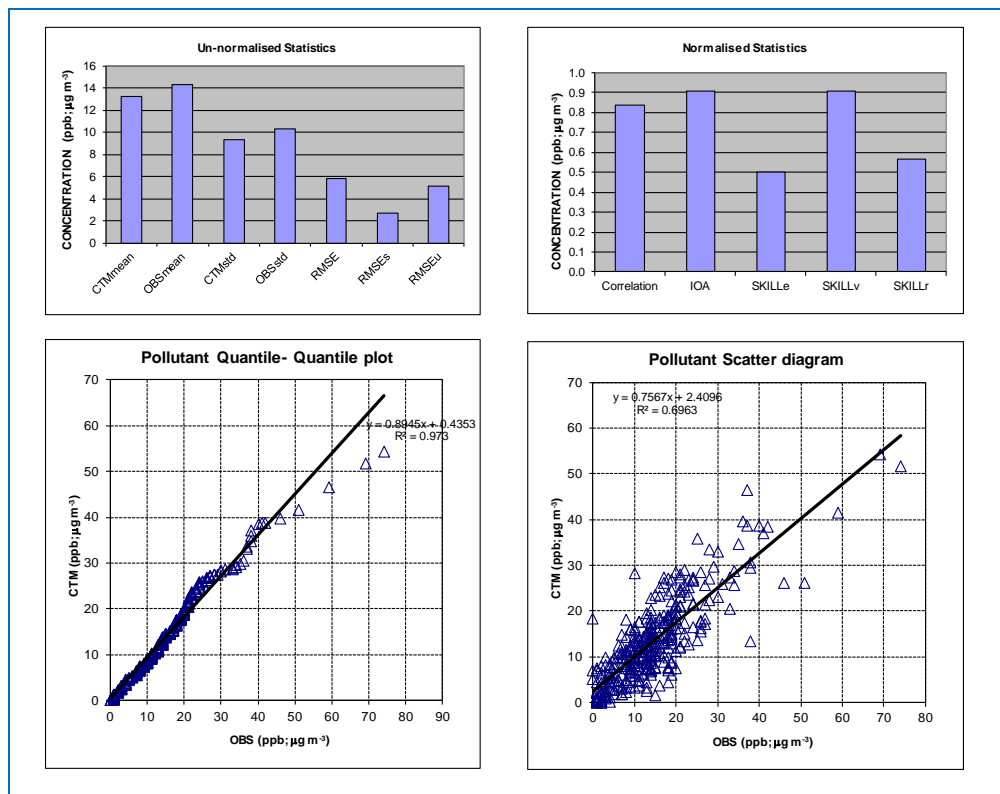 Un-normalised Statistics
16
14
12
10
8
6
4
2
0
CONCENTRATION (ppb; µg m-3)
CTMmean
OBSmean
CTMstd
OBSstd
RMSE
RMSEs
RMSEu
Normalised Statistics
1.0
0.9
0.8
0.7
0.6
0.5
0.4
0.3
0.2
0.1
0.0
CONCENTRATION (ppb; µg m-3)
Correlation
IOA
SKILLe
SKILLv
SKILLr
Pollutant Quantile- Quantile plot
70
60
50
40
30
20
10
0
CTM (ppb; µg m-3)
y = 0.8945x + 0.4353
R² = 0.973
0 10 20 30 40 50 60 70 80 90
OBS (ppb; µg m-3)
Pollutant Scatter diagram
70
60
50
40
30
20
10
0
CTM (ppb; µg m-3)
y = 0.7567x + 2.4096
R² = 0.6963
0 10 20 30 40 50 60 70 80
OBS (ppb; µg m-3)